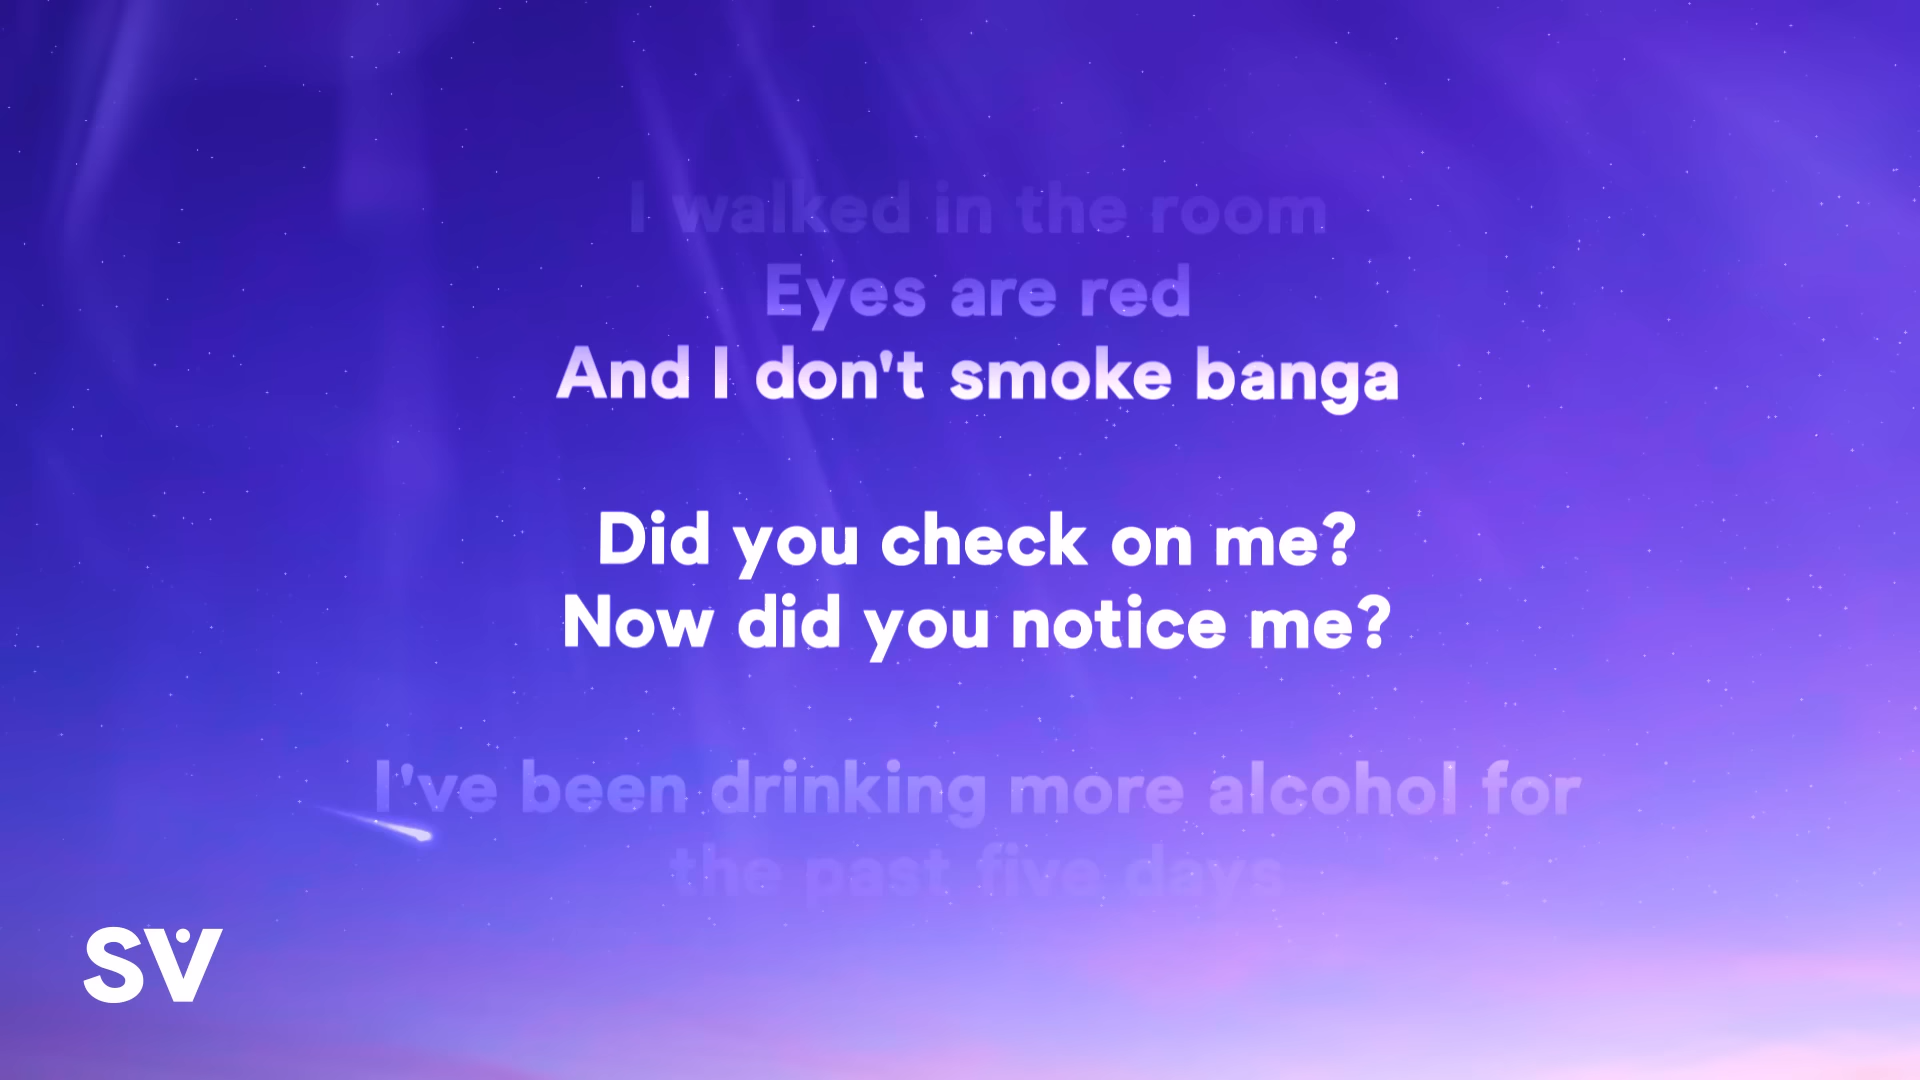 I walked in the room
Eyes are red
And I don't smoke banga
Did you check on me?
Now did you notice me?
I've been drinking more alcohol for
the past five days
SV